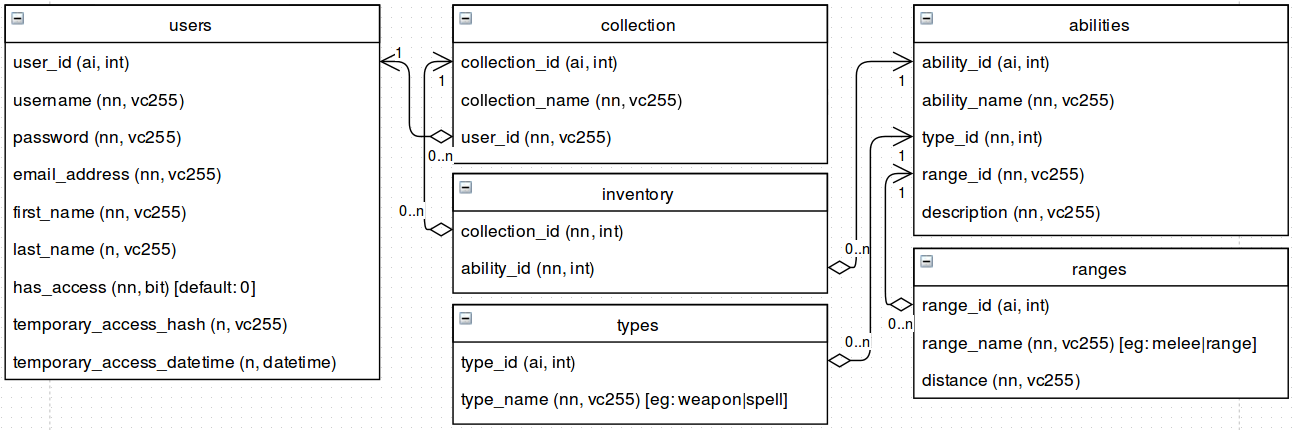 users
user_id (ai, int)
username (nn, vc255)
password (nn, vc255)
email_address (nn, vc255)
first_name (nn, vc255)
last_name (n, vc255)
has_access (nn, bit) [default: 0]
temporary_access_hash (n, vc255)
temporary_access_datetime (n, datetime)
1
0..n
collection
collection_id (ai, int)
collection_name (nn, vc255)
user_id (nn, vc255)
1
0..n
inventory
collection_id (nn, int)
ability_id (nn, int)
0..n
1
types
type_id (ai, int)
type_name (nn, vc255) [eg: weapon|spell]
0..n
1
abilities
ability_id (ai, int)
ability_name (nn, vc255)
type_id (nn, int)
range_id (nn, vc255)
description (nn, vc255)
1
0..n
ranges
range_id (ai, int)
range_name (nn, vc255) [eg: melee|range]
distance (nn, vc255)